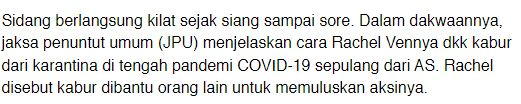 Sidang berlangsung kilat sejak siang sampai sore. Dalam dakwaannya,
jaksa penuntut umum (JPU) menjelaskan cara Rachel Vennya dkk kabur
dari karantina di tengah pandemi COVID-19 sepulang dari AS. Rachel
disebut kabur dibantu orang lain untuk memuluskan aksinya.